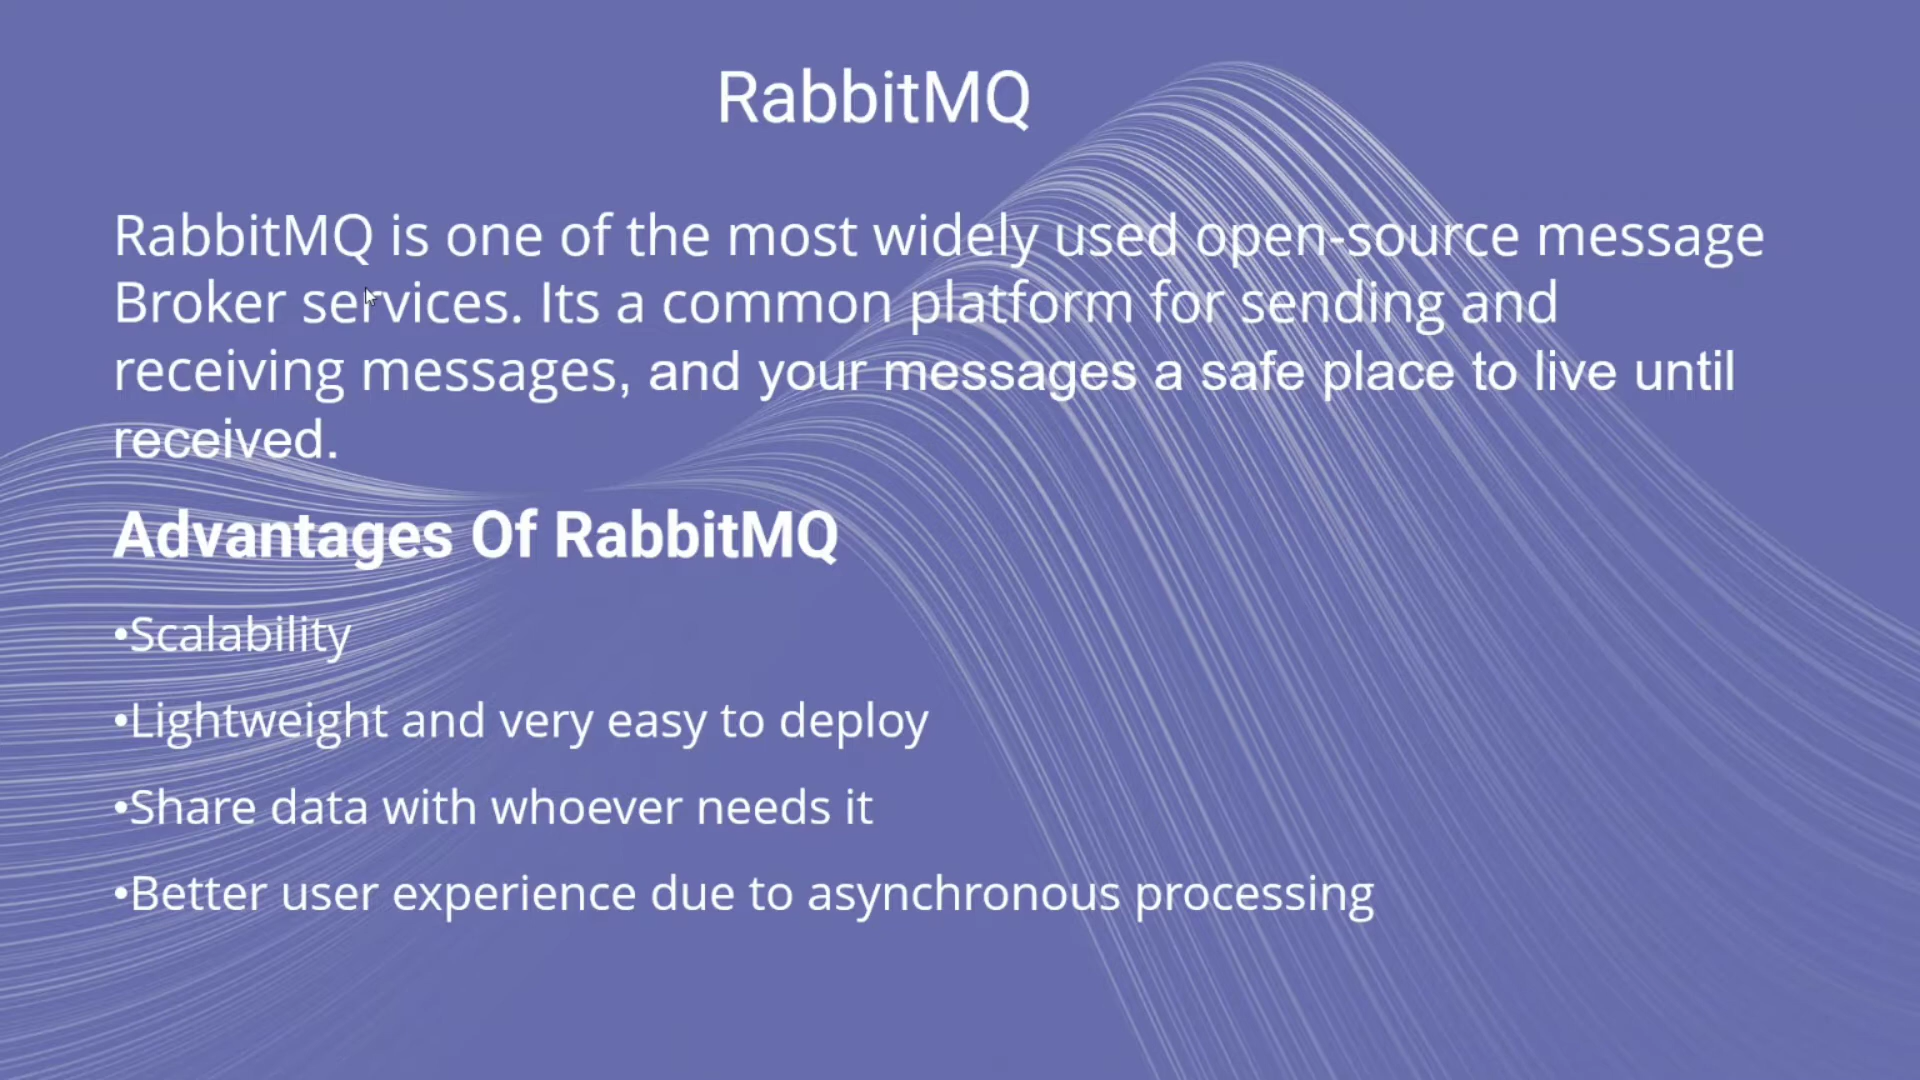 RabbitMQ
RabbitMQ is one of the most widely used open-source message
Broker services. Its a common platform for sending and
receiving messages, and your messages a safe place to live until
received.
Advantages Of RabbitMQ
•Scalability
•Lightweight and very easy to deploy
•Share data with whoever needs it
•Better user experience due to asynchronous processing